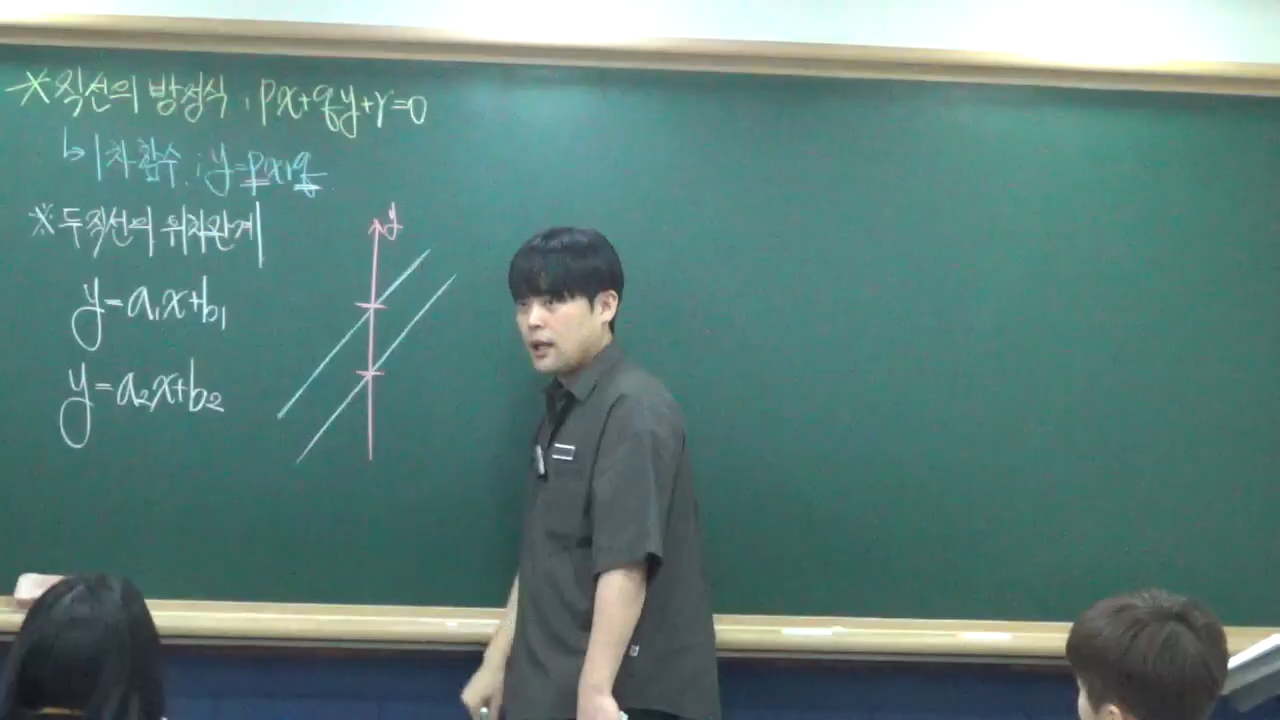 ※ 직선의 방정식 : px+qy+r=0
↳ 1차함수 : y=px+q
※ 두직선의 위치관계
y
y=a₁x+b₁
y=a₂x+b₂